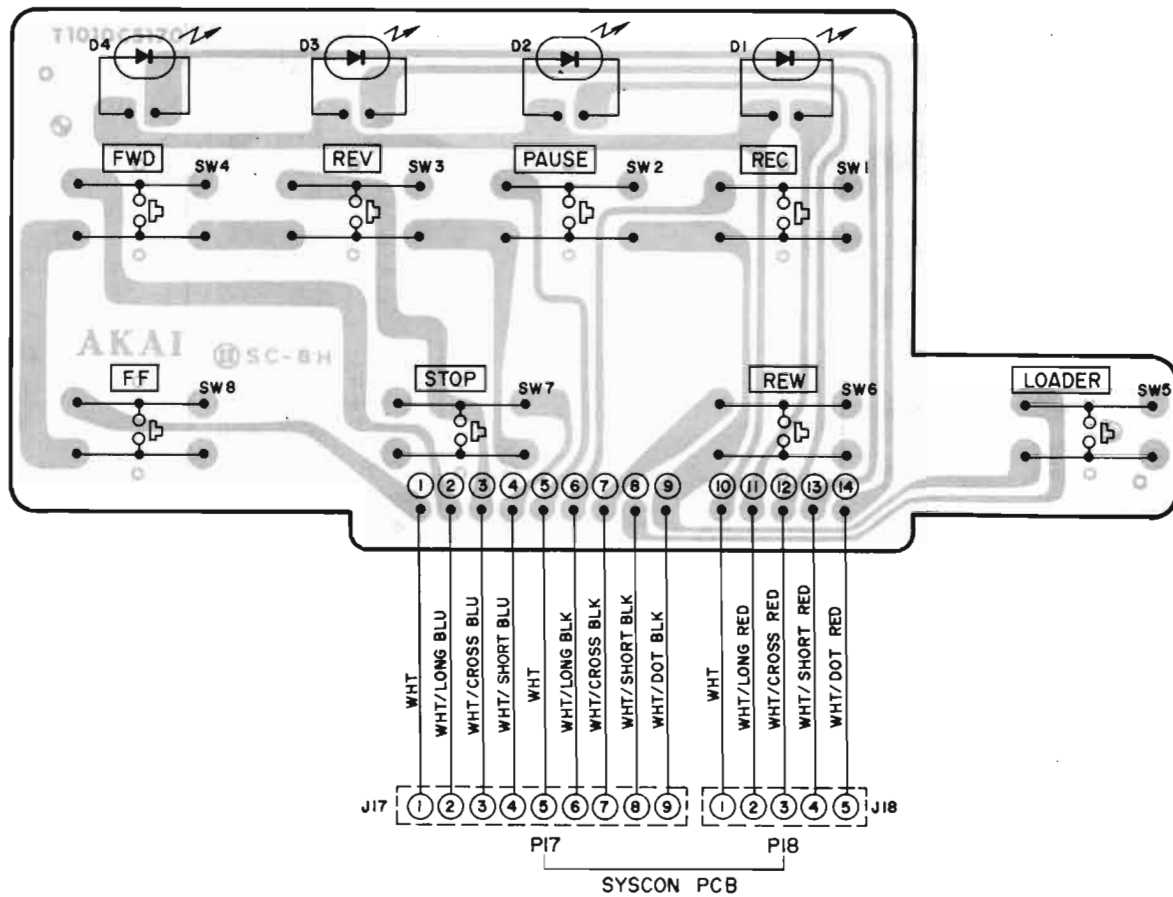 T1010C5170
D4 D3 D2 D1
FWD SW4 REV SW3 PAUSE SW2 REC SW1
AKAI SC-8H
FF SW8 STOP SW7 REW SW6 LOADER SW5
1 2 3 4 5 6 7 8 9 10 11 12 13 14
WHT
WHT/LONG BLU
WHT/CROSS BLU
WHT/SHORT BLU
WHT
WHT/LONG BLK
WHT/CROSS BLK
WHT/SHORT BLK
WHT/DOT BLK
WHT
WHT/LONG RED
WHT/CROSS RED
WHT/SHORT RED
WHT/DOT RED
J17 1 2 3 4 5 6 7 8 9 1 2 3 4 5 J18
P17 P18
SYSCON PCB